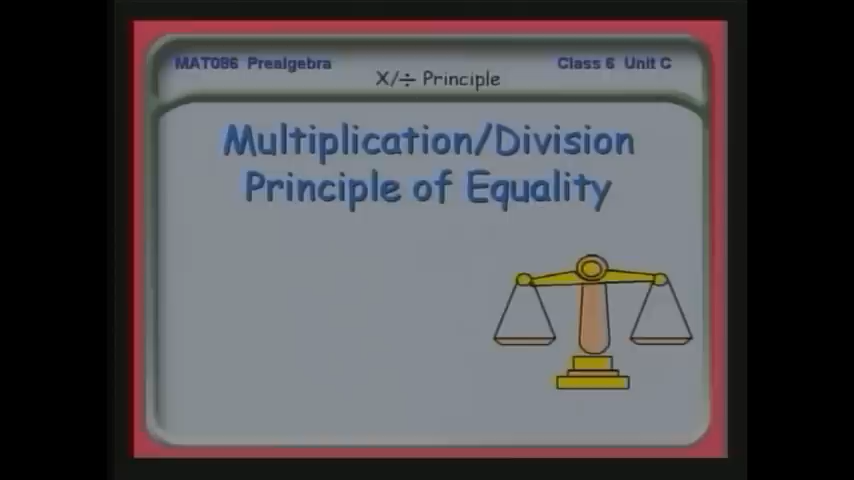 MAT086 Prealgebra
Class 6 Unit C
X/÷ Principle
Multiplication/Division
Principle of Equality